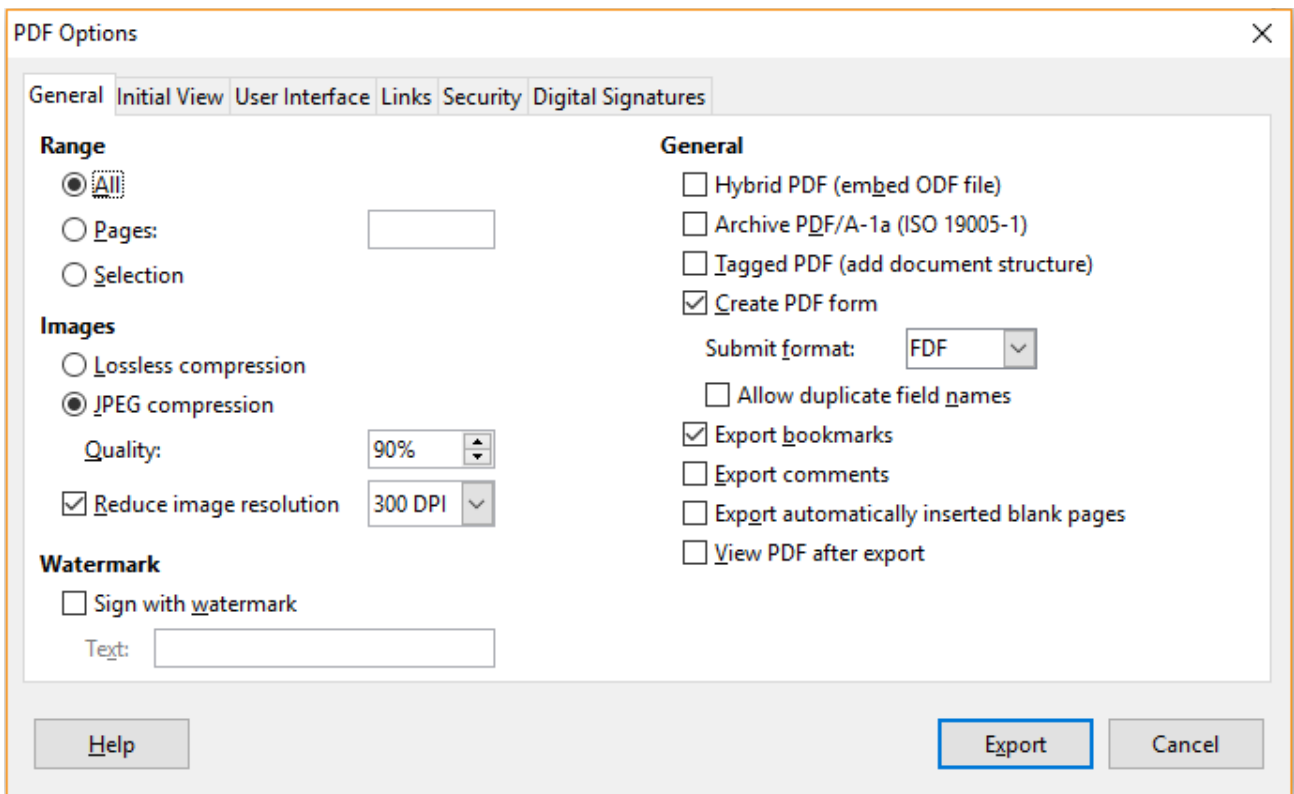 PDF Options
General Initial View User Interface Links Security Digital Signatures
Range
All
Pages:
Selection
Images
Lossless compression
JPEG compression
Quality: 90%
Reduce image resolution 300 DPI
Watermark
Sign with watermark
Text:
General
Hybrid PDF (embed ODF file)
Archive PDF/A-1a (ISO 19005-1)
Tagged PDF (add document structure)
Create PDF form
Submit format: FDF
Allow duplicate field names
Export bookmarks
Export comments
Export automatically inserted blank pages
View PDF after export
Help Export Cancel